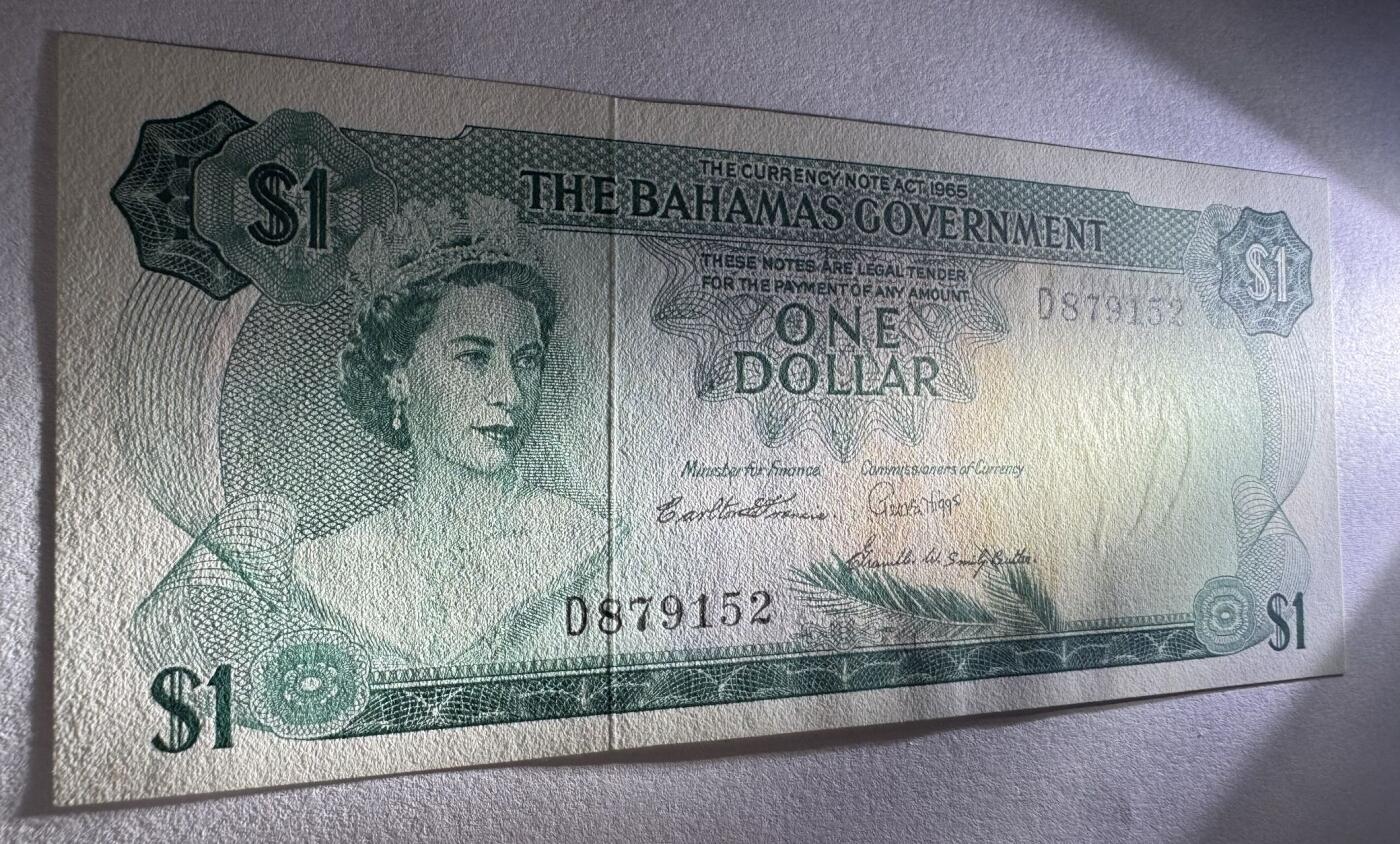 $1
THE CURRENCY NOTE ACT 1965
THE BAHAMAS GOVERNMENT
$1
THESE NOTES ARE LEGAL TENDER
FOR THE PAYMENT OF ANY AMOUNT
D879152
ONE
DOLLAR
Minister for Finance
Commissioners of Currency
D879152
$1
$1